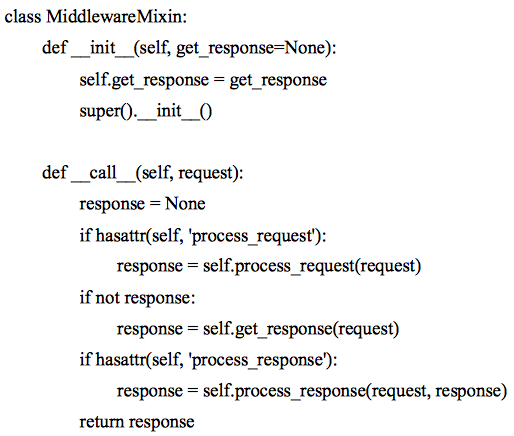 class MiddlewareMixin:
    def __init__(self, get_response=None):
        self.get_response = get_response
        super().__init__()

    def __call__(self, request):
        response = None
        if hasattr(self, 'process_request'):
            response = self.process_request(request)
        if not response:
            response = self.get_response(request)
        if hasattr(self, 'process_response'):
            response = self.process_response(request, response)
        return response